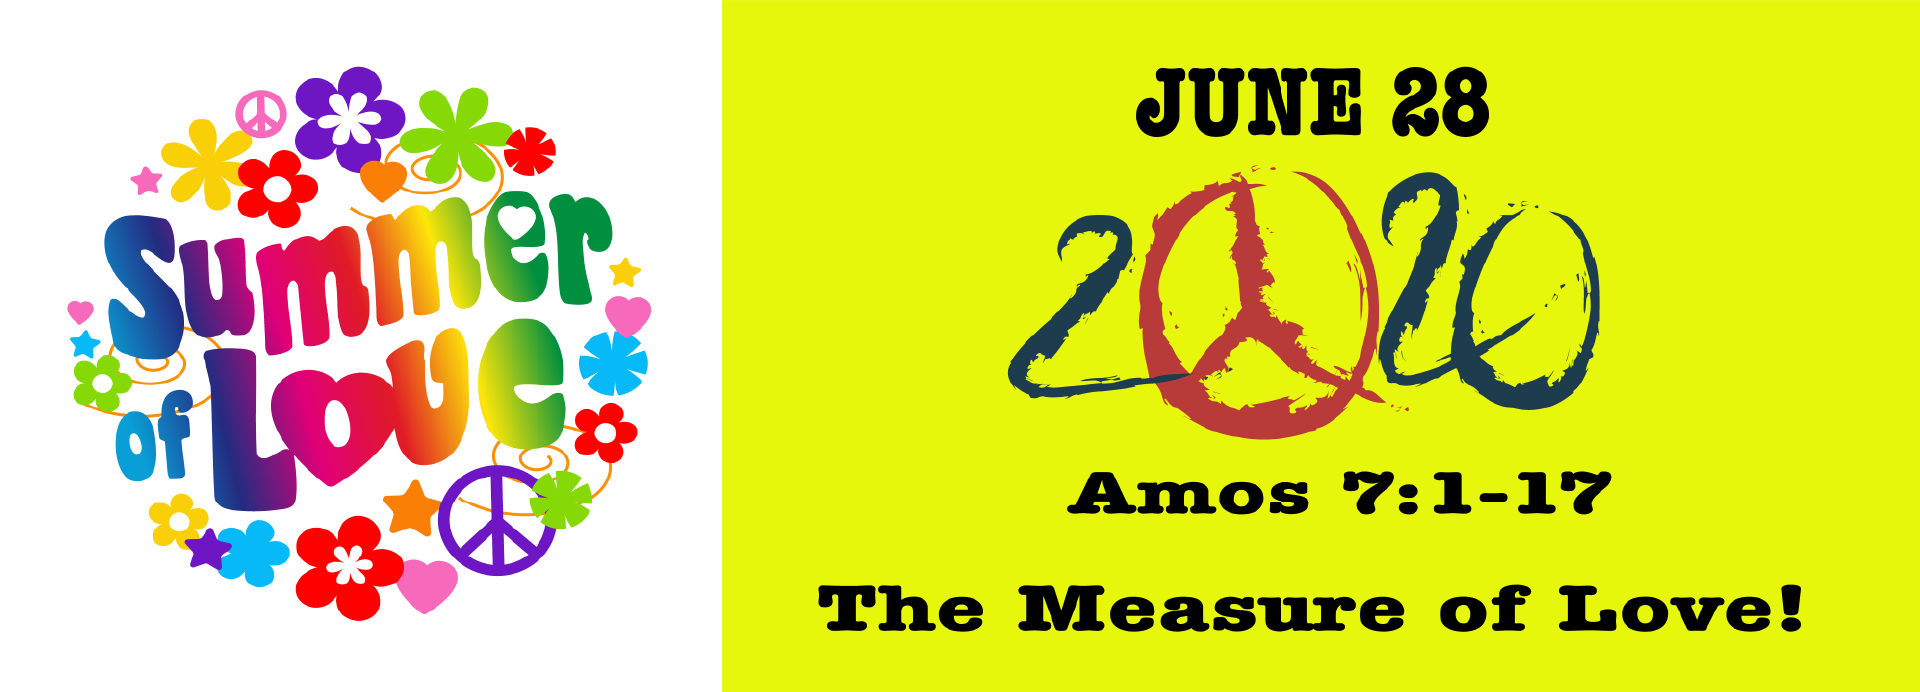 Summer
of Love
JUNE 28
2020
Amos 7:1-17
The Measure of Love!